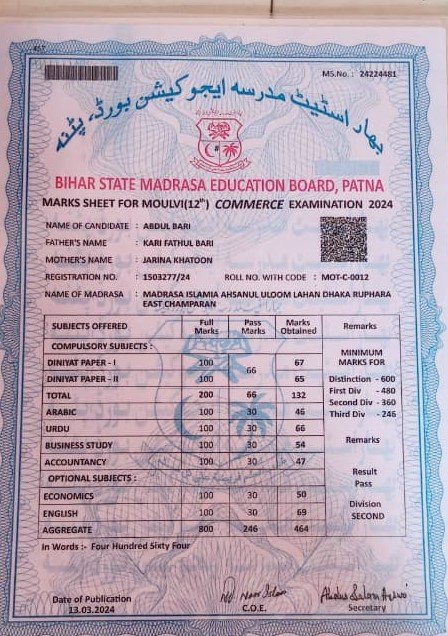 457
MS.No. : 24224481
بہار اسٹیٹ مدرسہ ایجوکیشن بورڈ، پٹنہ
BIHAR STATE MADRASA EDUCATION BOARD, PATNA
MARKS SHEET FOR MOULVI(12th) COMMERCE EXAMINATION 2024
NAME OF CANDIDATE : ABDUL BARI
FATHER'S NAME : KARI FATHUL BARI
MOTHER'S NAME : JARINA KHATOON
REGISTRATION NO. : 1503277/24 ROLL NO. WITH CODE : MOT-C-0012
NAME OF MADRASA : MADRASA ISLAMIA AHSANUL ULOOM LAHAN DHAKA RUPHARA
EAST CHAMPARAN
SUBJECTS OFFERED Full Marks Pass Marks Marks Obtained Remarks
COMPULSORY SUBJECTS :
DINIYAT PAPER - I 100 66 67
DINIYAT PAPER - II 100 65
TOTAL 200 66 132
ARABIC 100 30 46
URDU 100 30 66
BUSINESS STUDY 100 30 54
ACCOUNTANCY 100 30 47
OPTIONAL SUBJECTS :
ECONOMICS 100 30 50
ENGLISH 100 30 69
AGGREGATE 800 246 464
MINIMUM
MARKS FOR
Distinction - 600
First Div - 480
Second Div - 360
Third Div - 246
Remarks
Result
Pass
Division
SECOND
In Words :- Four Hundred Sixty Four
Date of Publication
13.03.2024
C.O.E.
Abdus Salam Ansari
Secretary